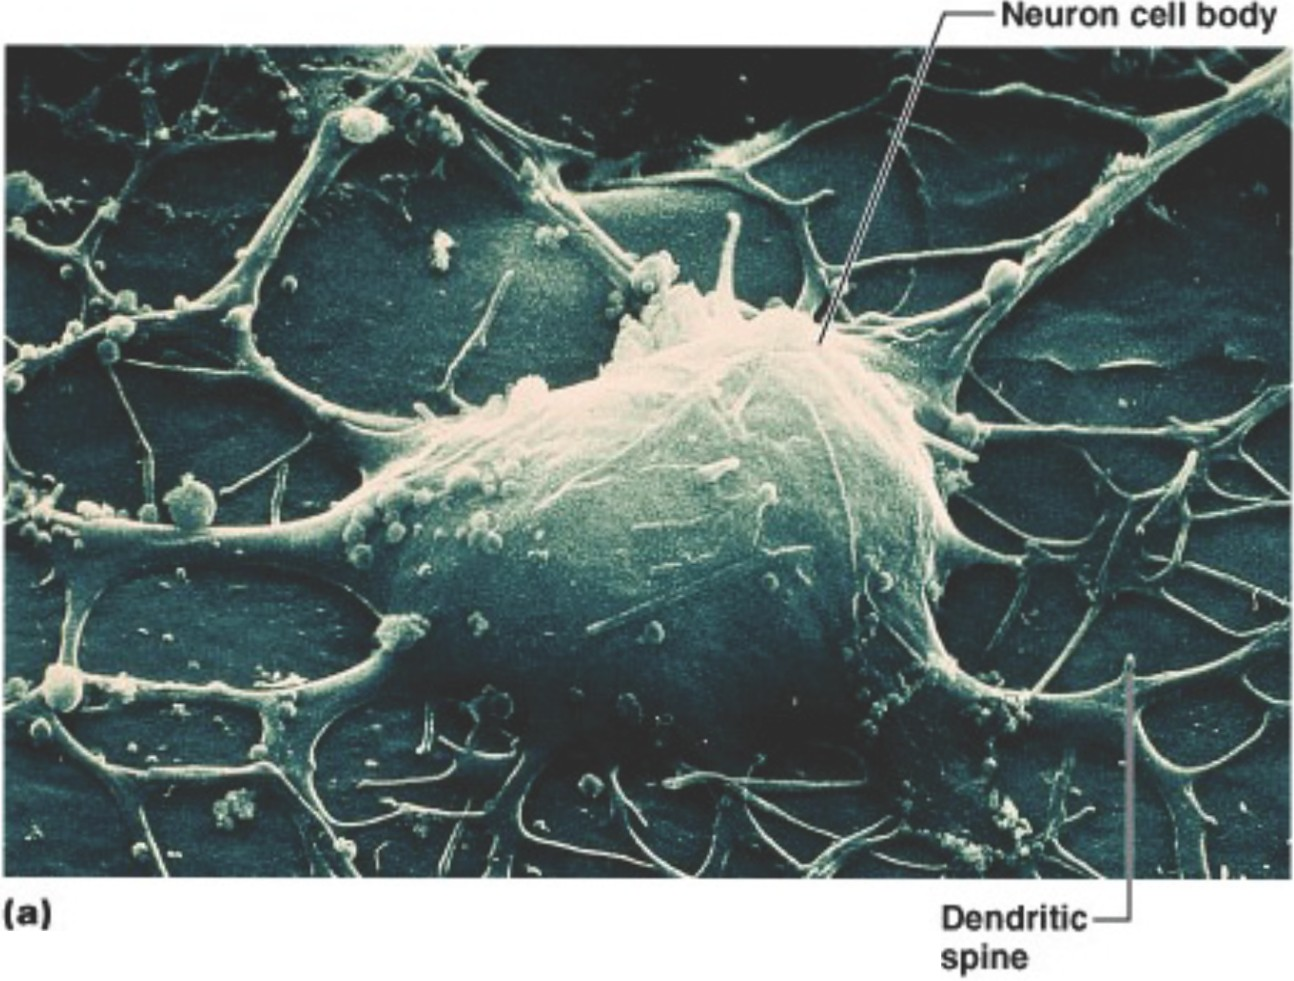 Neuron cell body
(a)
Dendritic
spine